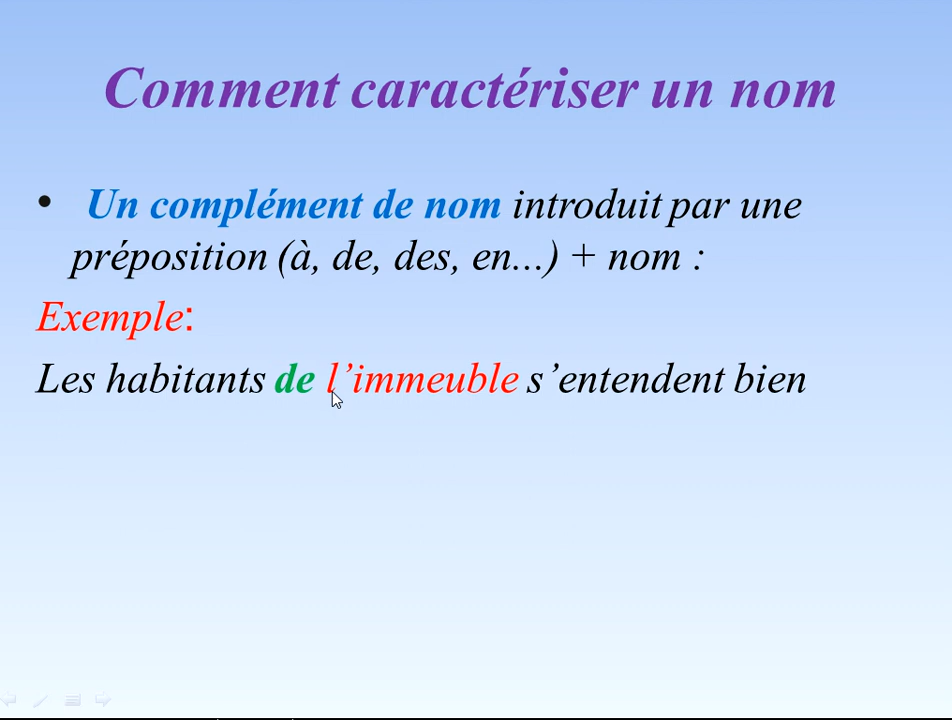 Comment caractériser un nom
• Un complément de nom introduit par une
préposition (à, de, des, en...) + nom :
Exemple:
Les habitants de l’immeuble s’entendent bien